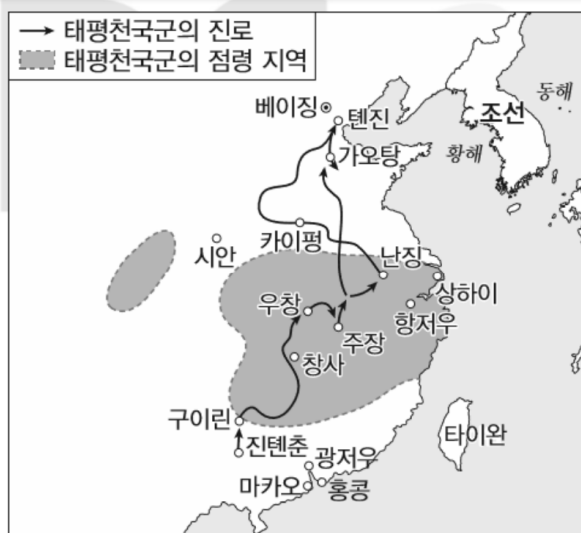 태평천국군의 진로
태평천국군의 점령 지역
베이징
톈진
조선
동해
가오탕
황해
시안
카이펑
난징
상하이
우창
항저우
주장
창사
구이린
진톈춘
광저우
타이완
마카오
홍콩